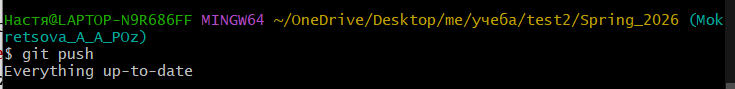 Настя@LAPTOP-N9R686FF MINGW64 ~/OneDrive/Desktop/me/учеба/test2/Spring_2026 (Mok
retsova_A_A_POz)
$ git push
Everything up-to-date